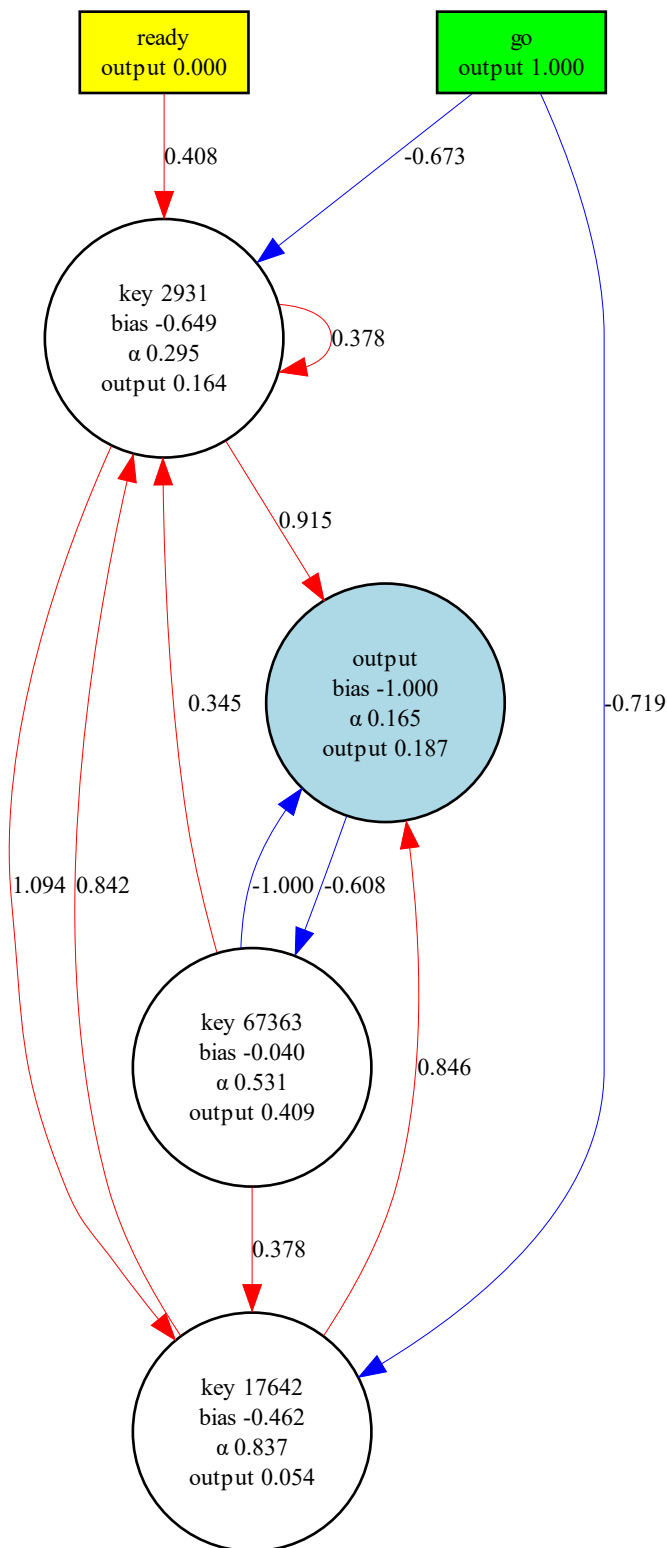 ready
output 0.000
go
output 1.000
0.408
-0.673
key 2931
bias -0.649
α 0.295
output 0.164
0.378
0.915
output
bias -1.000
α 0.165
output 0.187
0.345
-0.719
1.094
0.842
-1.000
-0.608
key 67363
bias -0.040
α 0.531
output 0.409
0.846
0.378
key 17642
bias -0.462
α 0.837
output 0.054